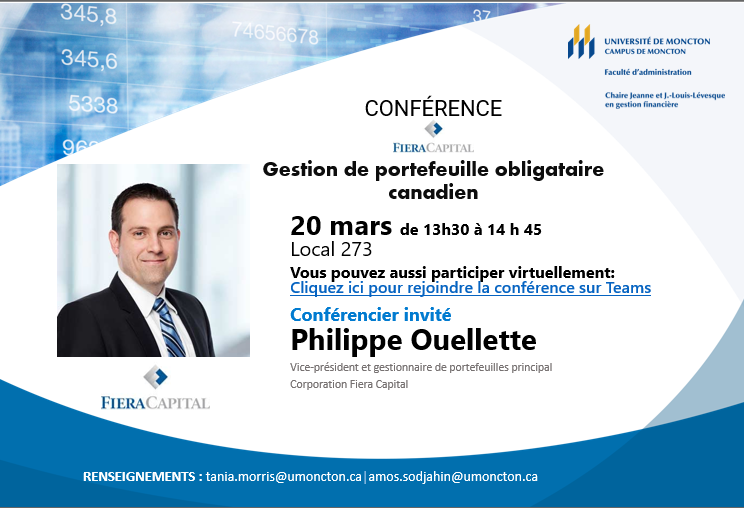 345,8
74656678
37
345,6
5338
UNIVERSITÉ DE MONCTON
CAMPUS DE MONCTON
Faculté d'administration
Chaire Jeanne et J.-Louis-Lévesque
en gestion financière
CONFÉRENCE
FIERACAPITAL
Gestion de portefeuille obligataire
canadien
20 mars de 13h30 à 14 h 45
Local 273
Vous pouvez aussi participer virtuellement:
Cliquez ici pour rejoindre la conférence sur Teams
Conférencier invité
Philippe Ouellette
Vice-président et gestionnaire de portefeuilles principal
Corporation Fiera Capital
FIERACAPITAL
RENSEIGNEMENTS : tania.morris@umoncton.ca|amos.sodjahin@umoncton.ca